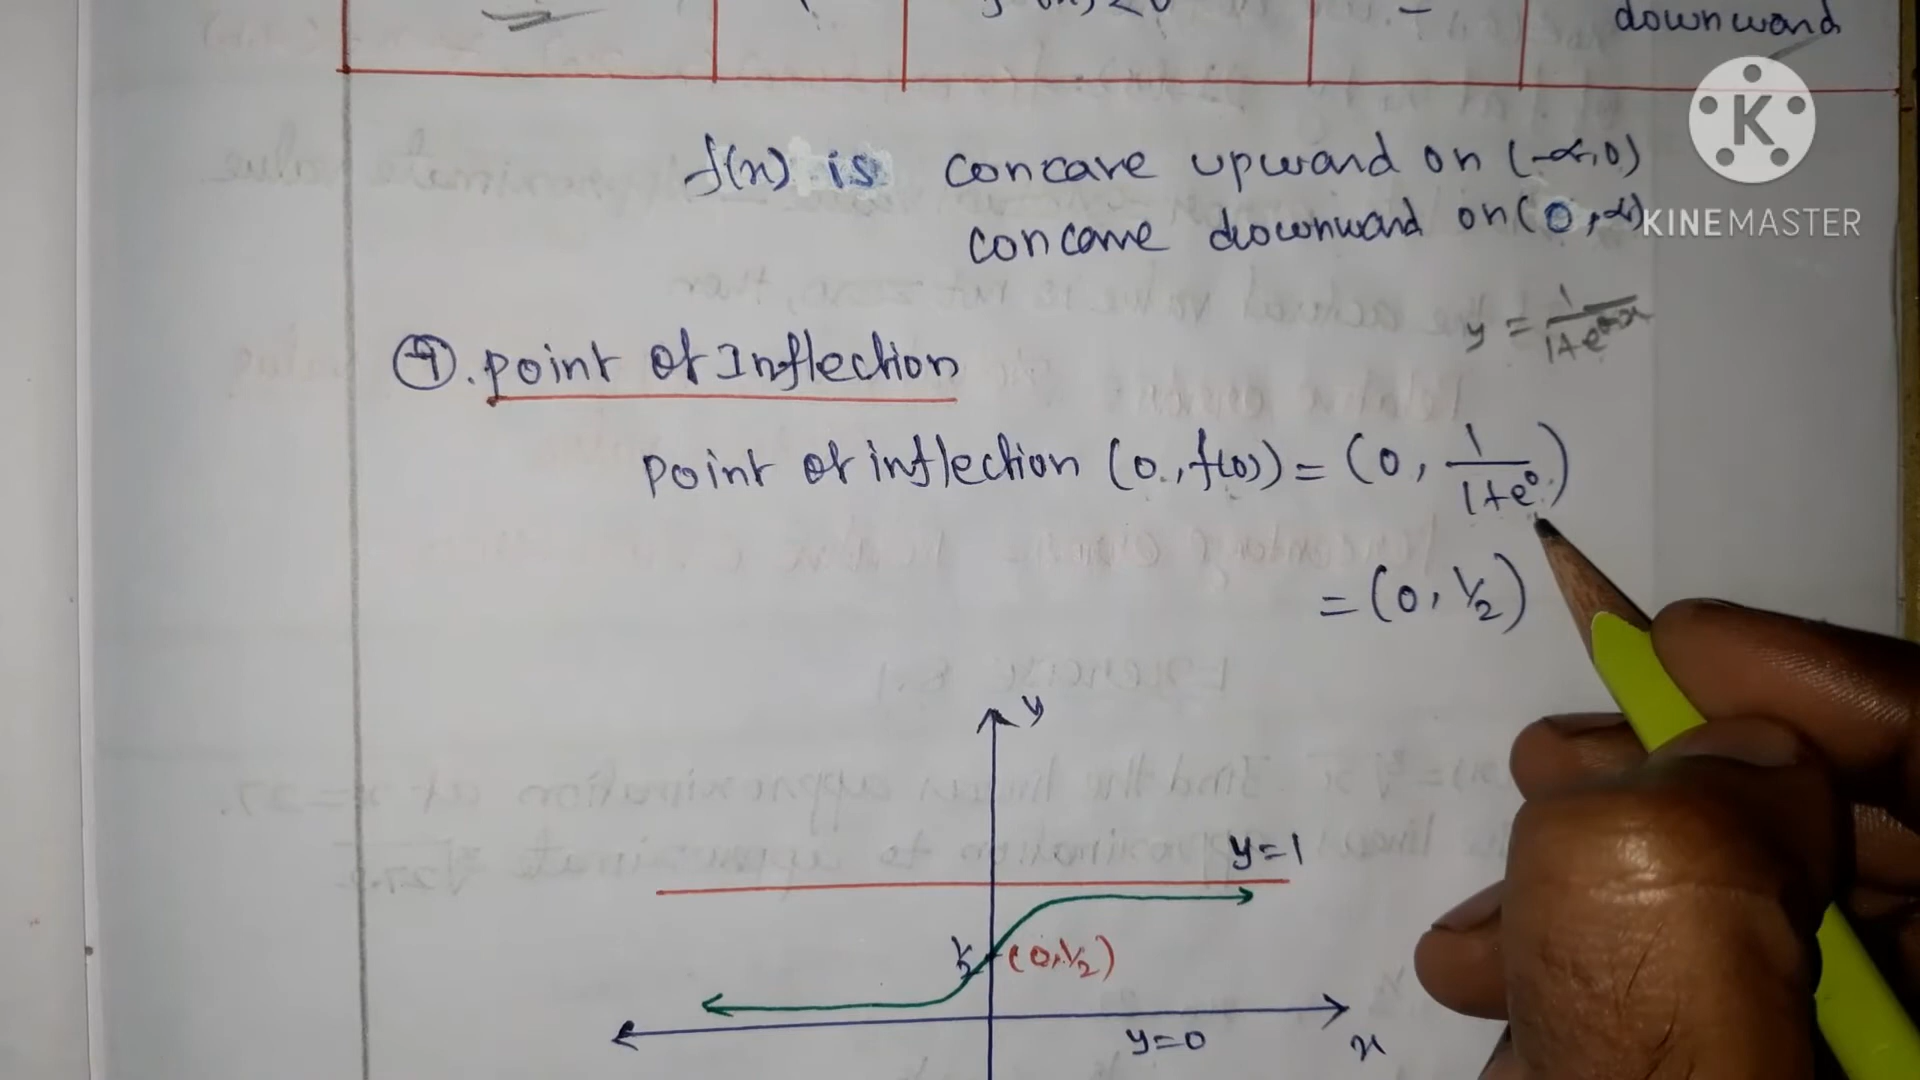 downward
f(x) is concave upward on (-∝,0)
concave downward on (0,∝)
K
KINEMASTER
y = 1/1+e^-x
⑦. Point of Inflection
Point of inflection (0, f(0)) = (0, 1/1+e^0)
= (0, 1/2)
y
y=1
1/2 (0,1/2)
y=0 x